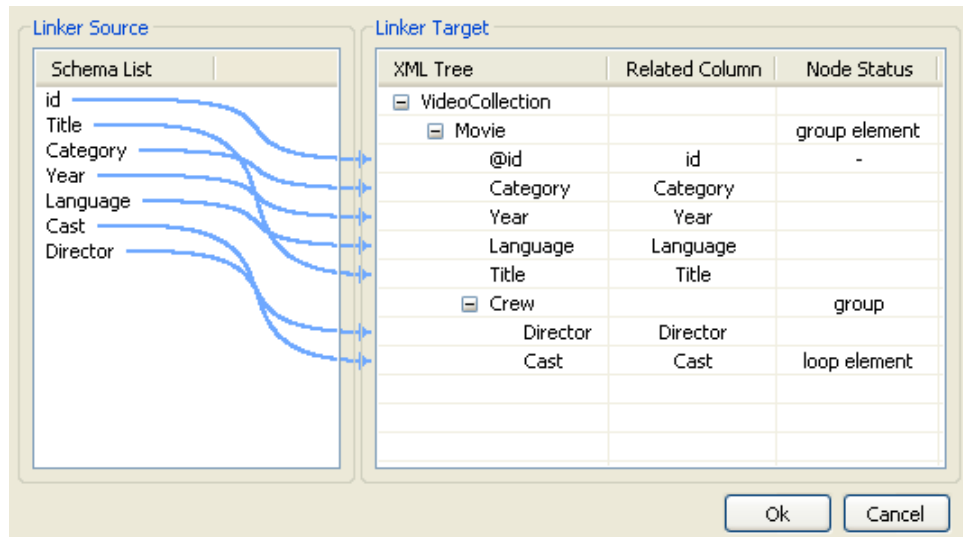 Linker Source
Linker Target
Schema List
id
Title
Category
Year
Language
Cast
Director
XML Tree Related Column Node Status
VideoCollection
Movie group element
@id id -
Category Category
Year Year
Language Language
Title Title
Crew group
Director Director
Cast Cast loop element
Ok Cancel